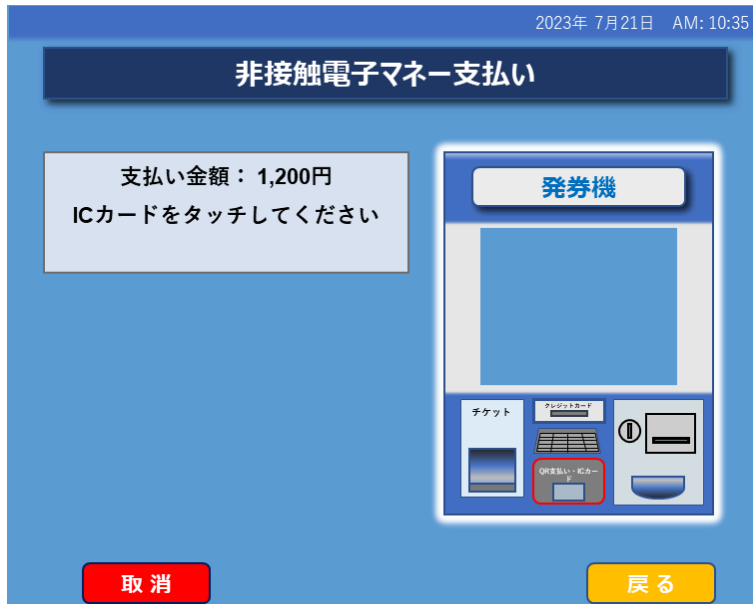 2023年 7月21日 AM: 10:35
非接触電子マネー支払い
支払い金額： 1,200円
ICカードをタッチしてください
発券機
チケット
クレジットカード
QR支払い・ICカー
ド
取 消
戻 る